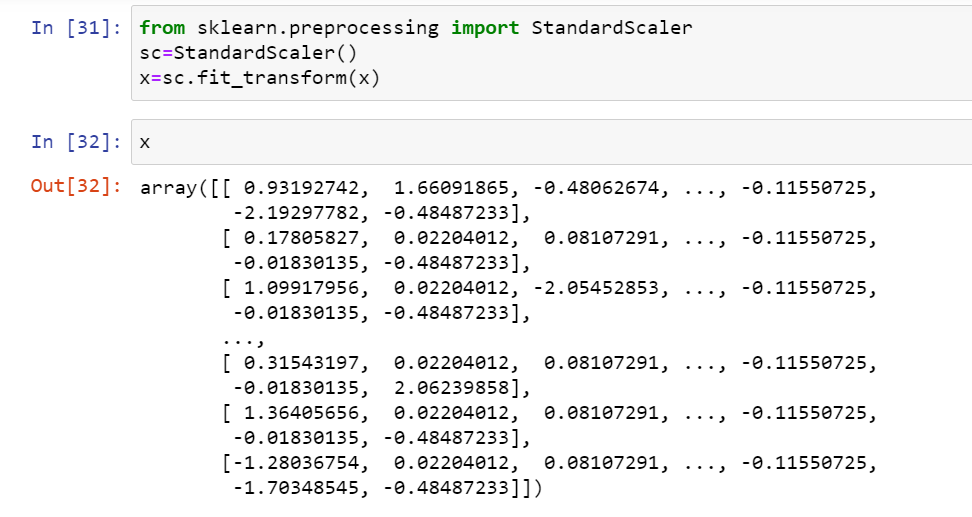 In [31]: from sklearn.preprocessing import StandardScaler
sc=StandardScaler()
x=sc.fit_transform(x)
In [32]: x
Out[32]: array([[ 0.93192742,  1.66091865, -0.48062674, ..., -0.11550725,
        -2.19297782, -0.48487233],
       [ 0.17805827,  0.02204012,  0.08107291, ..., -0.11550725,
        -0.01830135, -0.48487233],
       [ 1.09917956,  0.02204012, -2.05452853, ..., -0.11550725,
        -0.01830135, -0.48487233],
       ...,
       [ 0.31543197,  0.02204012,  0.08107291, ..., -0.11550725,
        -0.01830135,  2.06239858],
       [ 1.36405656,  0.02204012,  0.08107291, ..., -0.11550725,
        -0.01830135, -0.48487233],
       [-1.28036754,  0.02204012,  0.08107291, ..., -0.11550725,
        -1.70348545, -0.48487233]])